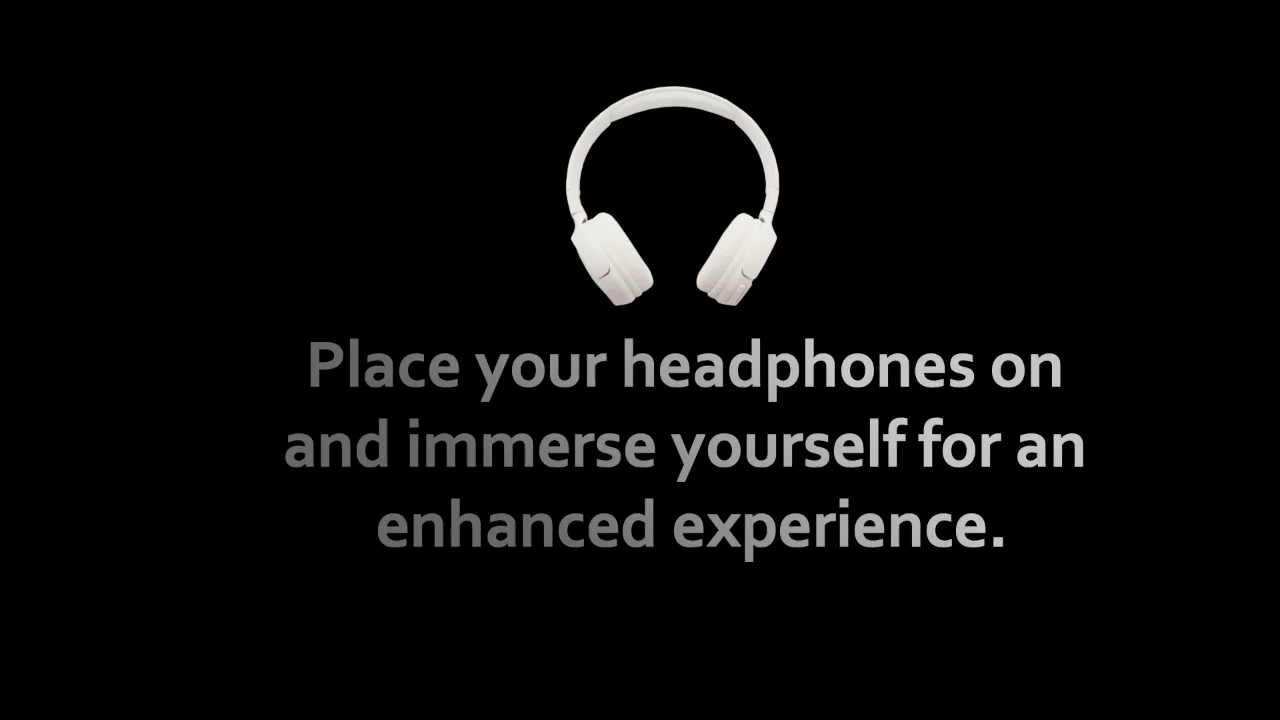 Place your headphones on
and immerse yourself for an
enhanced experience.